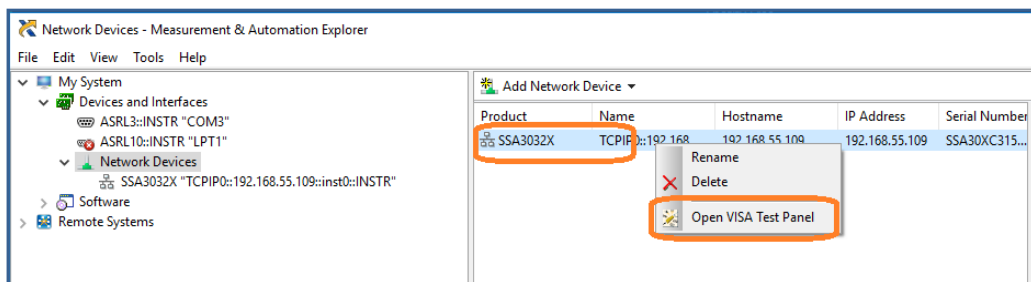 Network Devices - Measurement & Automation Explorer
File Edit View Tools Help
My System
Devices and Interfaces
ASRL3::INSTR "COM3"
ASRL10::INSTR "LPT1"
Network Devices
SSA3032X "TCPIP0::192.168.55.109::inst0::INSTR"
Software
Remote Systems
Add Network Device
Product Name Hostname IP Address Serial Number
SSA3032X TCPIP0::192.168 192.168.55.109 192.168.55.109 SSA30XC315...
Rename
Delete
Open VISA Test Panel